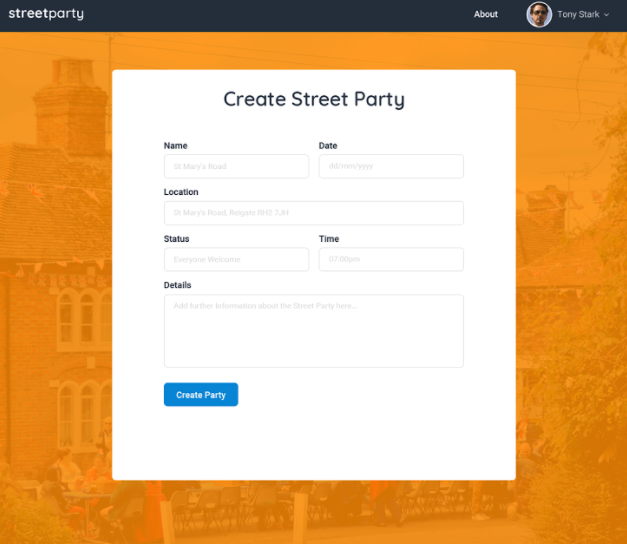 streetparty
About
Tony Stark
Create Street Party
Name
Date
St Mary's Road
dd/mm/yyyy
Location
St Mary's Road, Reigate RH2 7JH
Status
Time
Everyone Welcome
07:00pm
Details
Add further information about the Street Party here...
Create Party